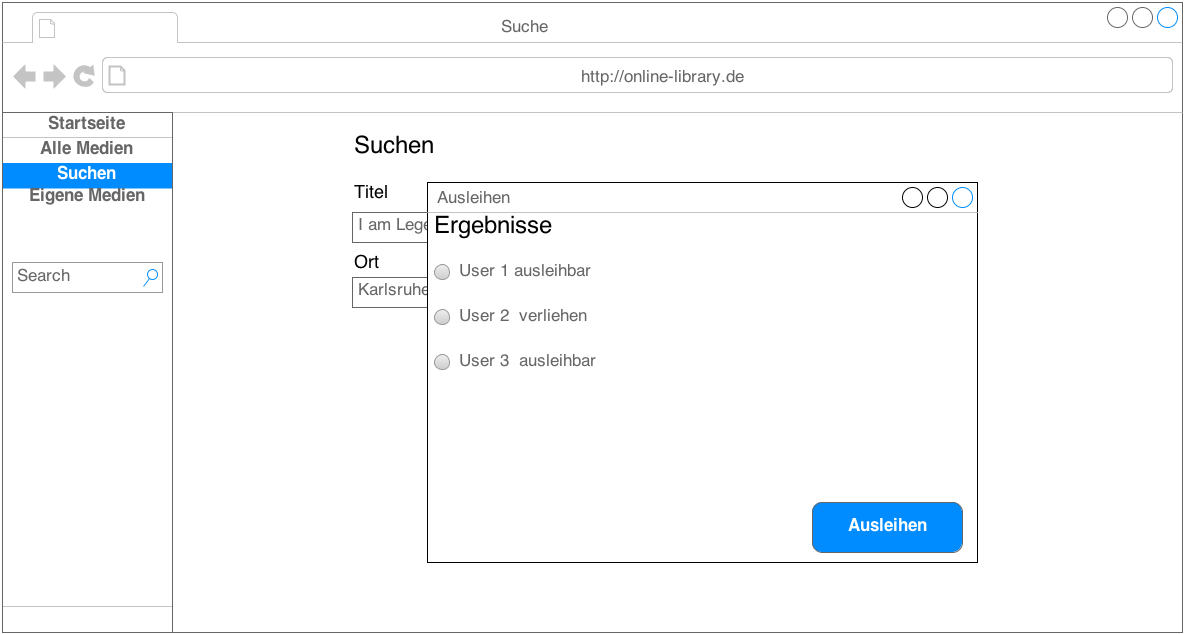 Suche
http://online-library.de
Startseite
Alle Medien
Suchen
Eigene Medien
Search
Suchen
Titel
I am Lege
Ort
Karlsruhe
Ausleihen
Ergebnisse
User 1 ausleihbar
User 2  verliehen
User 3  ausleihbar
Ausleihen